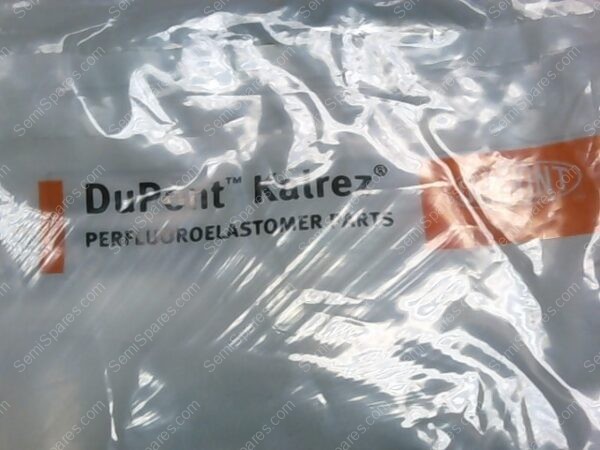 DuPont™ Kalrez®
PERFLUOROELASTOMER PARTS
SemiSpares.com